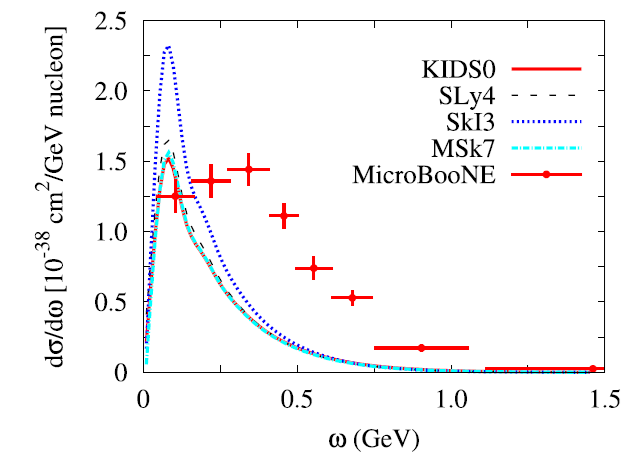 2.5
2.0
1.5
1.0
0.5
0
dσ/dω [10⁻³⁸ cm²/GeV nucleon]
KIDS0
SLy4
SkI3
MSk7
MicroBooNE
0 0.5 1.0 1.5
ω (GeV)